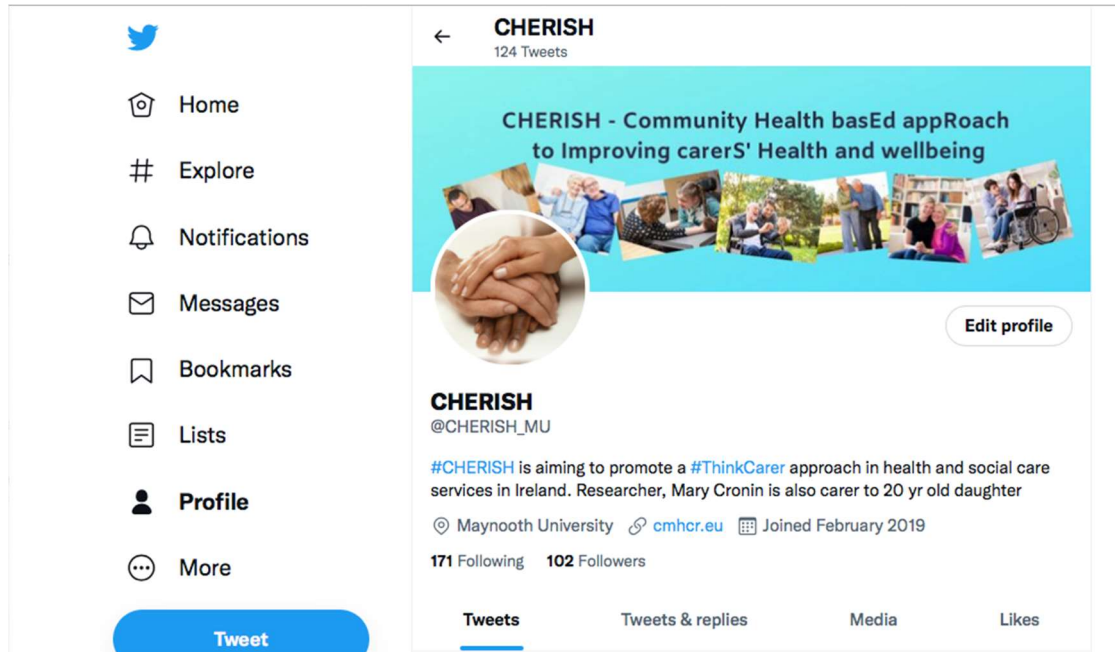 Home
Explore
Notifications
Messages
Bookmarks
Lists
Profile
More
Tweet
CHERISH
124 Tweets
CHERISH - Community Health basEd appRoach
to Improving carerS' Health and wellbeing
Edit profile
CHERISH
@CHERISH_MU
#CHERISH is aiming to promote a #ThinkCarer approach in health and social care
services in Ireland. Researcher, Mary Cronin is also carer to 20 yr old daughter
Maynooth University cmhcr.eu Joined February 2019
171 Following 102 Followers
Tweets Tweets & replies Media Likes